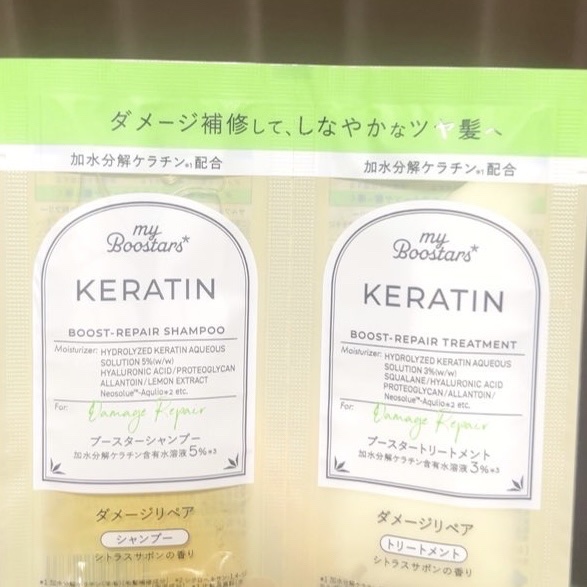 ダメージ補修して、しなやかなツヤ髪へ
加水分解ケラチン※1配合
my
Boostars*
KERATIN
BOOST-REPAIR SHAMPOO
Moisturizer: HYDROLYZED KERATIN AQUEOUS
SOLUTION 5%(w/w)
HYALURONIC ACID/PROTEOGLYCAN
ALLANTOIN/LEMON EXTRACT
Neosolue™-Aqulio※2 etc.
For: Damage Repair
ブースターシャンプー
加水分解ケラチン含有水溶液5%※3
ダメージリペア
シャンプー
シトラスサボンの香り
加水分解ケラチン※1配合
my
Boostars*
KERATIN
BOOST-REPAIR TREATMENT
Moisturizer: HYDROLYZED KERATIN AQUEOUS
SOLUTION 3%(w/w)
SQUALANE/HYALURONIC ACID
PROTEOGLYCAN/ALLANTOIN/
Neosolue™-Aqulio※2 etc.
For: Damage Repair
ブースタートリートメント
加水分解ケラチン含有水溶液3%※3
ダメージリペア
トリートメント
シトラスサボンの香り